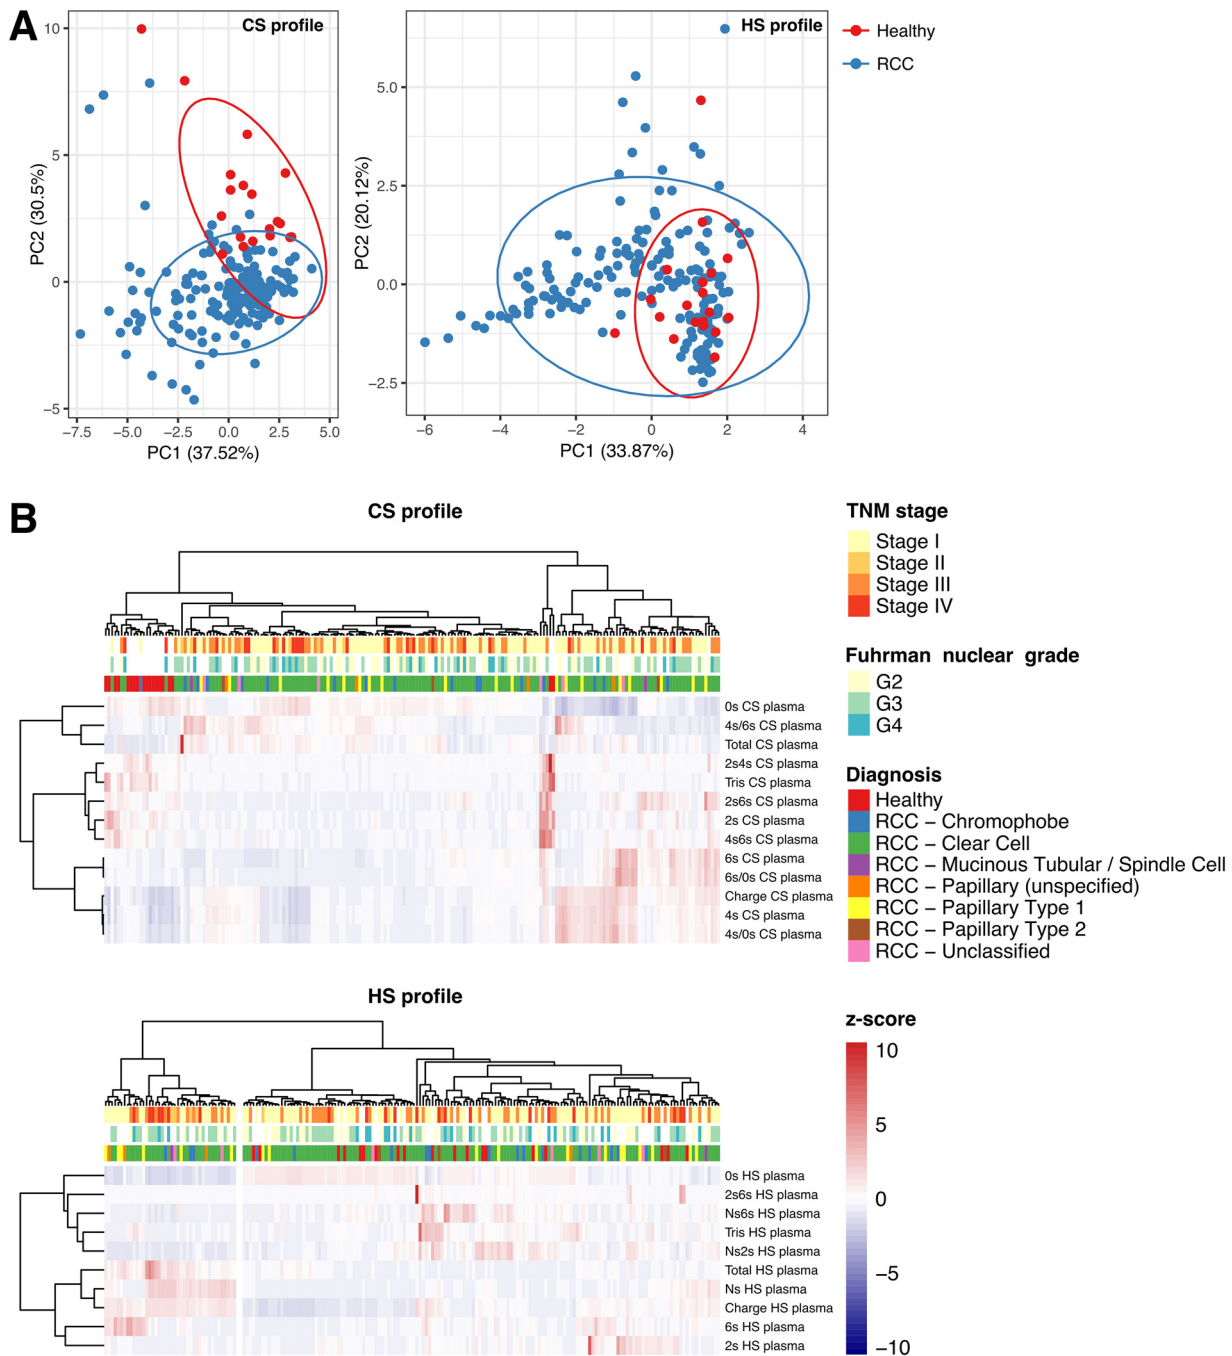 A
CS profile
HS profile
Healthy
RCC
PC2 (30.5%)
10
5
0
−5
−7.5 −5.0 −2.5 0.0 2.5 5.0
PC1 (37.52%)
PC2 (20.12%)
5.0
2.5
0.0
−2.5
−6 −4 −2 0 2 4
PC1 (33.87%)
B
CS profile
0s CS plasma
4s/6s CS plasma
Total CS plasma
2s4s CS plasma
Tris CS plasma
2s6s CS plasma
2s CS plasma
4s6s CS plasma
6s CS plasma
6s/0s CS plasma
Charge CS plasma
4s CS plasma
4s/0s CS plasma
HS profile
0s HS plasma
2s6s HS plasma
Ns6s HS plasma
Tris HS plasma
Ns2s HS plasma
Total HS plasma
Ns HS plasma
Charge HS plasma
6s HS plasma
2s HS plasma
TNM stage
Stage I
Stage II
Stage III
Stage IV
Fuhrman nuclear grade
G2
G3
G4
Diagnosis
Healthy
RCC − Chromophobe
RCC − Clear Cell
RCC − Mucinous Tubular / Spindle Cell
RCC − Papillary (unspecified)
RCC − Papillary Type 1
RCC − Papillary Type 2
RCC − Unclassified
z-score
10
5
0
−5
−10